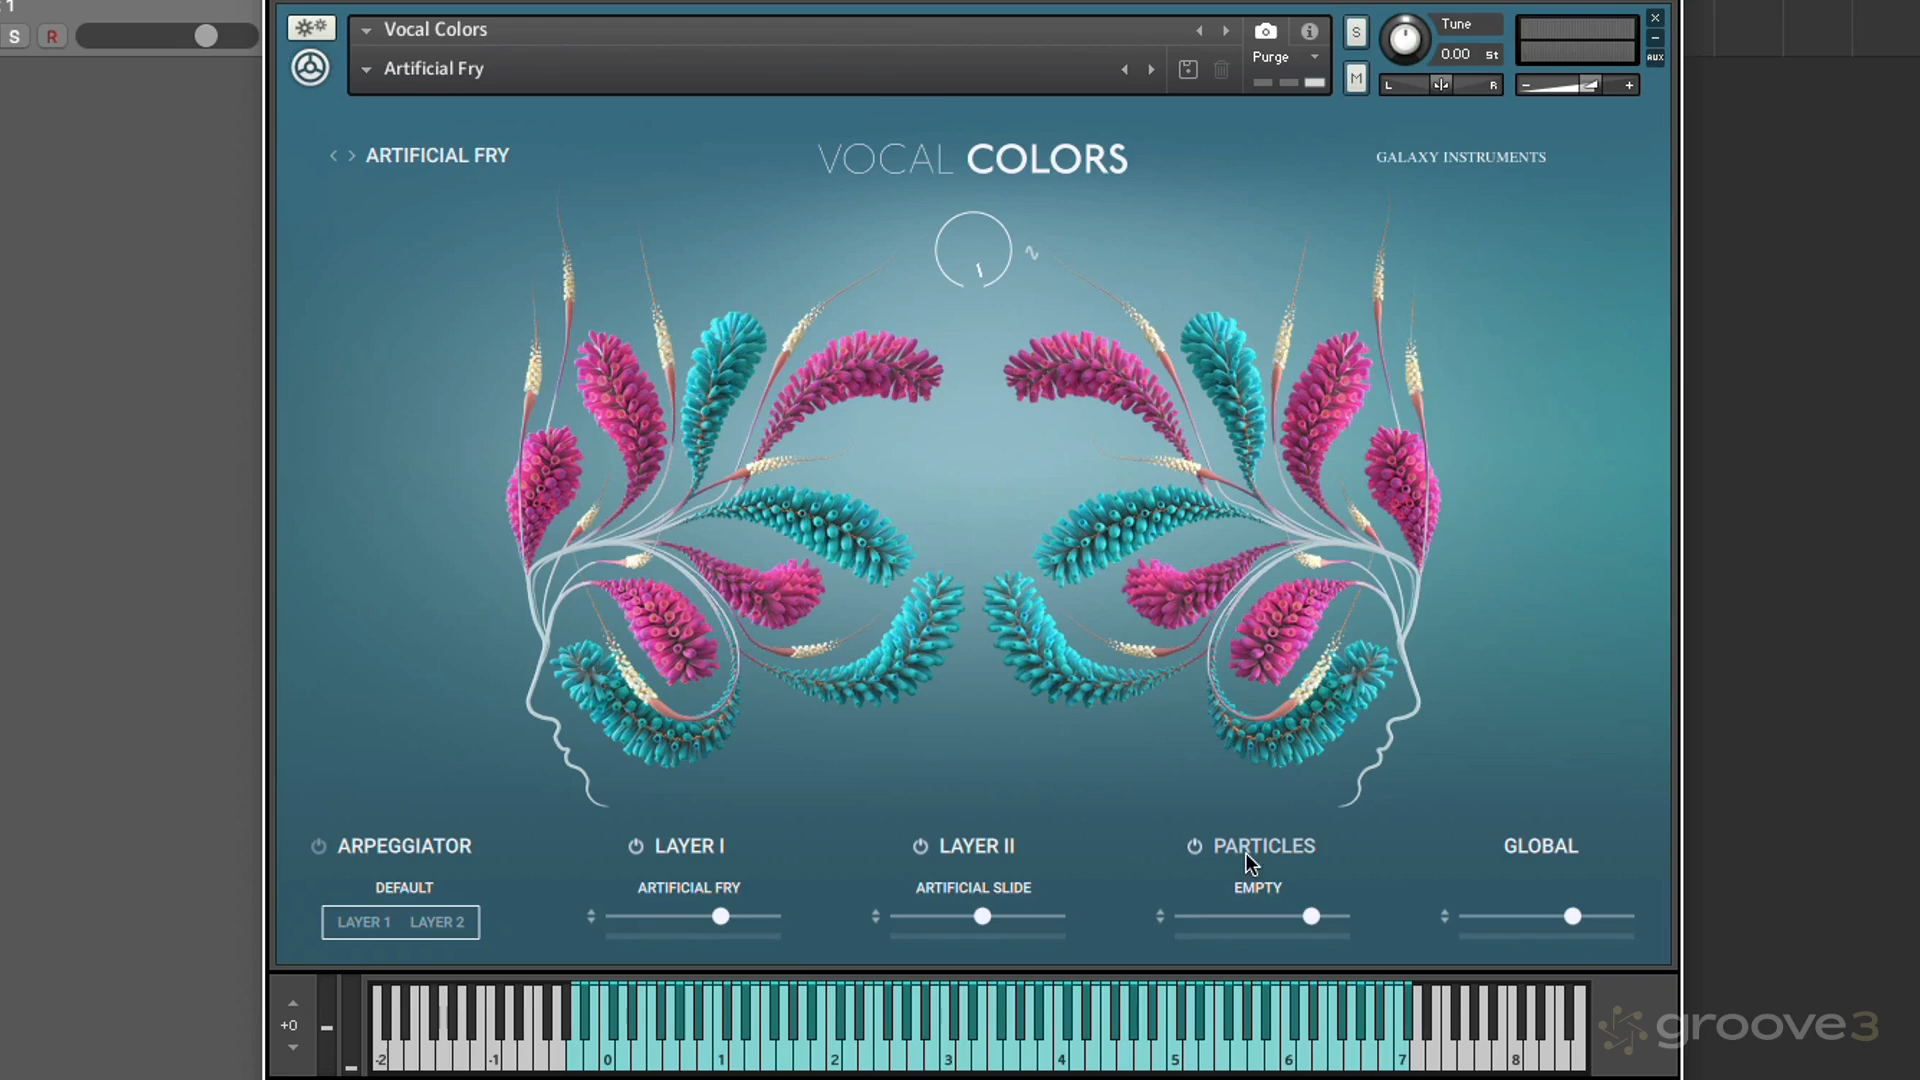 1
S R
Vocal Colors
Artificial Fry
Purge
S
M
Tune
0.00 st
L R
- +
x
-
AUX
ARTIFICIAL FRY
VOCAL COLORS
GALAXY INSTRUMENTS
ARPEGGIATOR
DEFAULT
LAYER 1 LAYER 2
LAYER I
ARTIFICIAL FRY
LAYER II
ARTIFICIAL SLIDE
PARTICLES
EMPTY
GLOBAL
+0
-2 -1 0 1 2 3 4 5 6 7 8
groove3